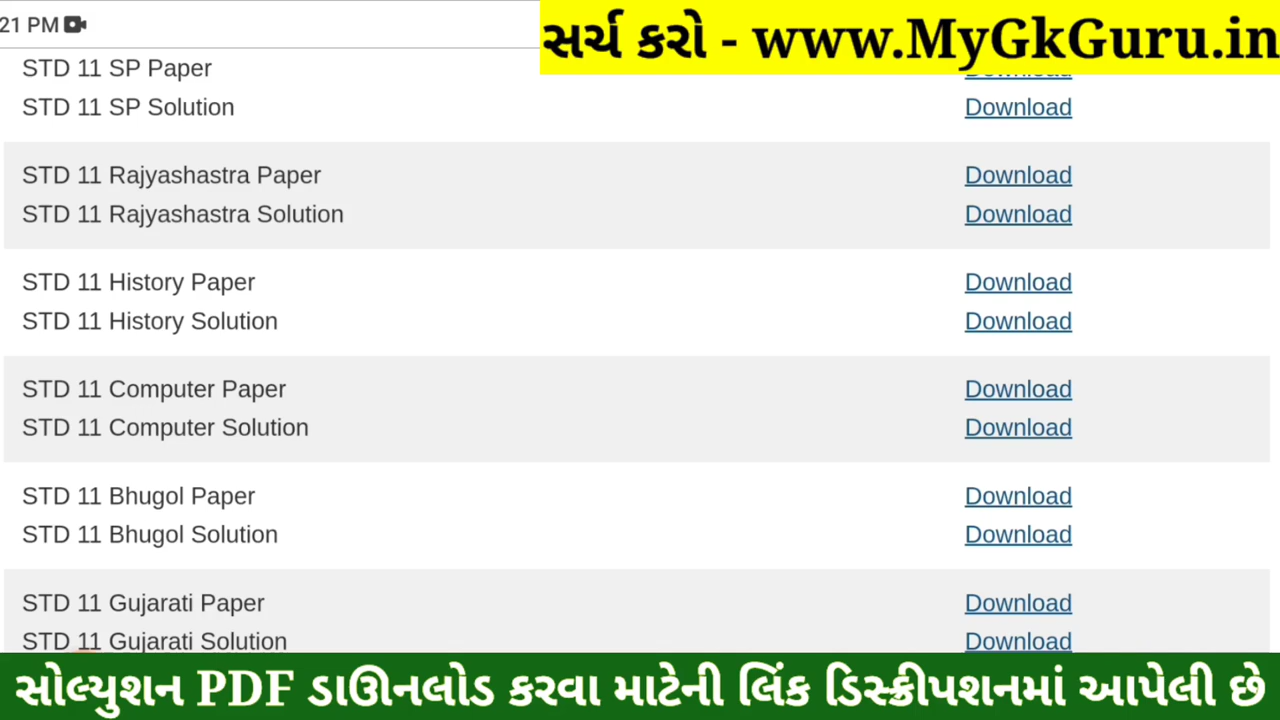 21 PM
સર્ચ કરો - www.MyGkGuru.in
STD 11 SP Paper Download
STD 11 SP Solution Download
STD 11 Rajyashastra Paper Download
STD 11 Rajyashastra Solution Download
STD 11 History Paper Download
STD 11 History Solution Download
STD 11 Computer Paper Download
STD 11 Computer Solution Download
STD 11 Bhugol Paper Download
STD 11 Bhugol Solution Download
STD 11 Gujarati Paper Download
STD 11 Gujarati Solution Download
સોલ્યુશન PDF ડાઊનલોડ કરવા માટેની લિંક ડિસ્ક્રીપશનમાં આપેલી છે